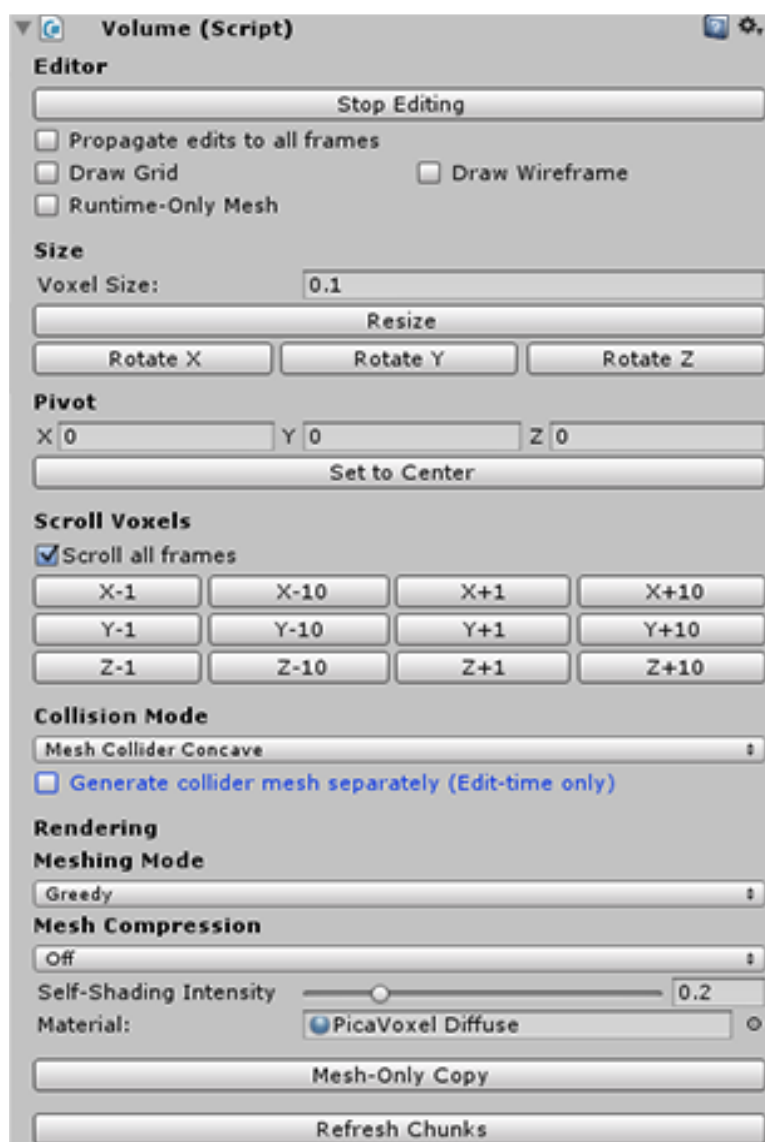 Volume (Script)
Editor
Stop Editing
Propagate edits to all frames
Draw Grid Draw Wireframe
Runtime-Only Mesh
Size
Voxel Size: 0.1
Resize
Rotate X Rotate Y Rotate Z
Pivot
X 0 Y 0 Z 0
Set to Center
Scroll Voxels
Scroll all frames
X-1 X-10 X+1 X+10
Y-1 Y-10 Y+1 Y+10
Z-1 Z-10 Z+1 Z+10
Collision Mode
Mesh Collider Concave
Generate collider mesh separately (Edit-time only)
Rendering
Meshing Mode
Greedy
Mesh Compression
Off
Self-Shading Intensity 0.2
Material: PicaVoxel Diffuse
Mesh-Only Copy
Refresh Chunks